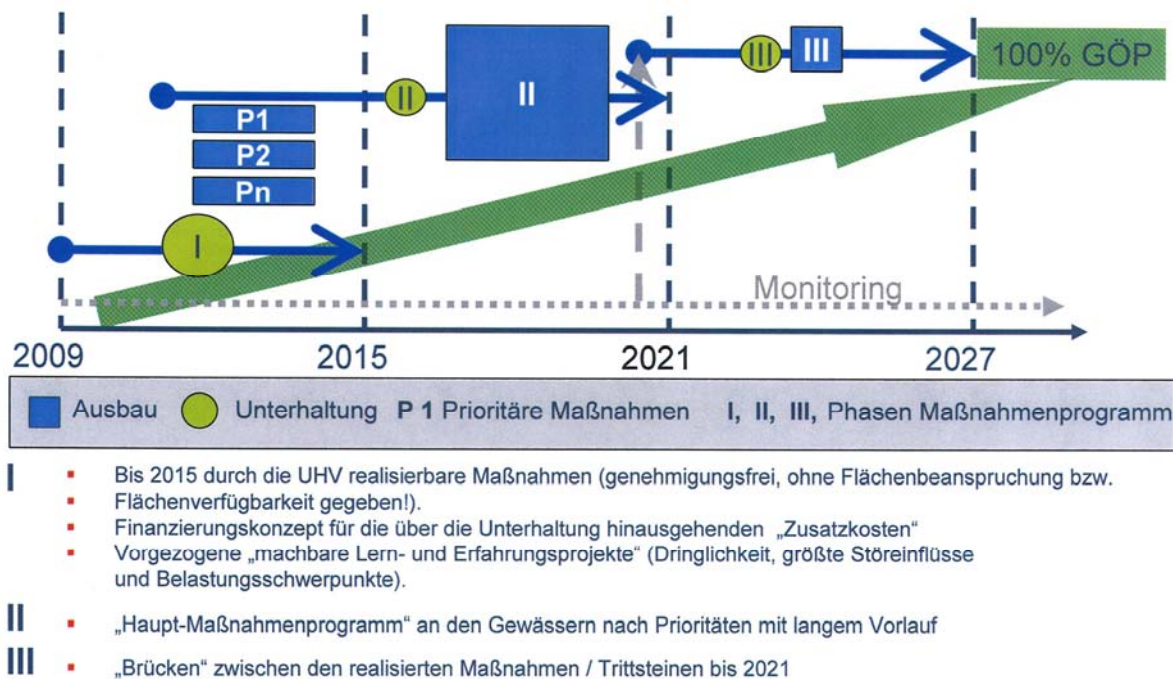 III
III
100% GÖP
II
II
P1
P2
Pn
I
Monitoring
2009
2015
2021
2027
Ausbau
Unterhaltung
P 1 Prioritäre Maßnahmen
I, II, III, Phasen Maßnahmenprogramm
I
Bis 2015 durch die UHV realisierbare Maßnahmen (genehmigungsfrei, ohne Flächenbeanspruchung bzw.
Flächenverfügbarkeit gegeben!).
Finanzierungskonzept für die über die Unterhaltung hinausgehenden „Zusatzkosten“
Vorgezogene „machbare Lern- und Erfahrungsprojekte“ (Dringlichkeit, größte Störeinflüsse
und Belastungsschwerpunkte).
II
„Haupt-Maßnahmenprogramm“ an den Gewässern nach Prioritäten mit langem Vorlauf
III
„Brücken“ zwischen den realisierten Maßnahmen / Trittsteinen bis 2021